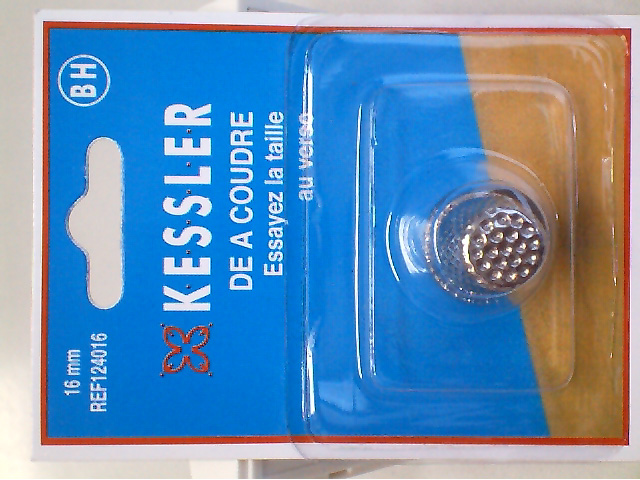 16 mm
REF124016
BH
KESSLER
DE A COUDRE
Essayez la taille
au verso